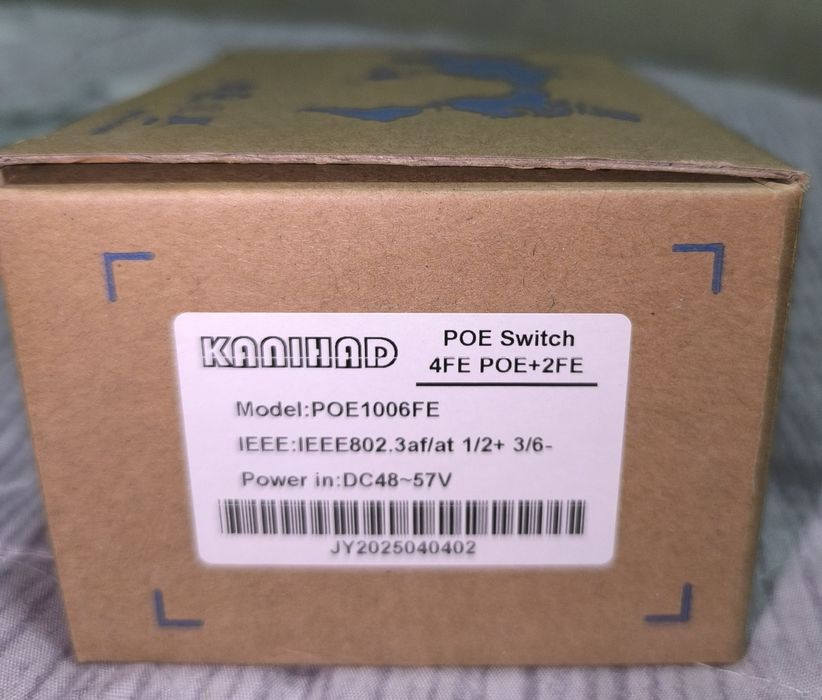 KANIHAD
POE Switch
4FE POE+2FE
Model:POE1006FE
IEEE:IEEE802.3af/at 1/2+ 3/6-
Power in:DC48~57V
JY2025040402